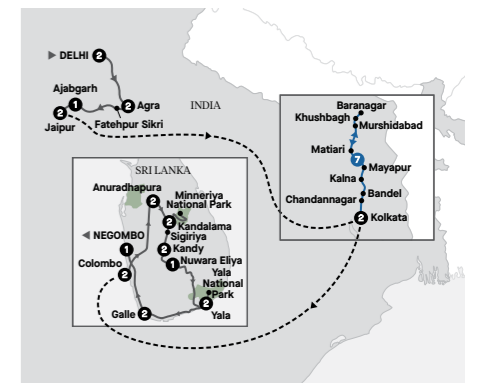 DELHI 2
Ajabgarh
1
2 Agra
2
Jaipur
Fatehpur Sikri
INDIA
Baranagar
Khushbagh
Murshidabad
Matiari
7
Mayapur
Kalna
Bandel
Chandannagar
2 Kolkata
SRI LANKA
Anuradhapura
2
Minneriya
National Park
2 Kandalama
Sigiriya
NEGOMBO
1
2 Kandy
1 Nuwara Eliya
Colombo
2
Yala
National
Park
2
Yala
Galle 2